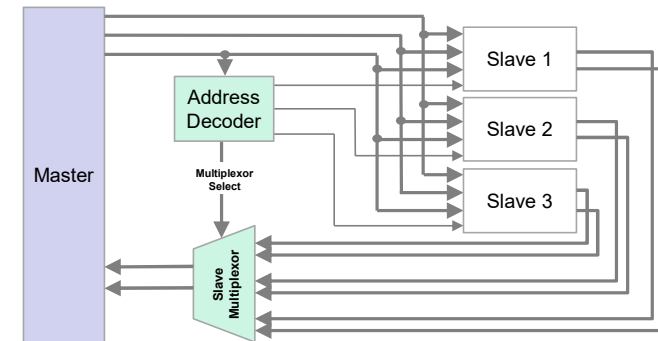 Master
Address
Decoder
Multiplexor
Select
Slave
Multiplexor
Slave 1
Slave 2
Slave 3